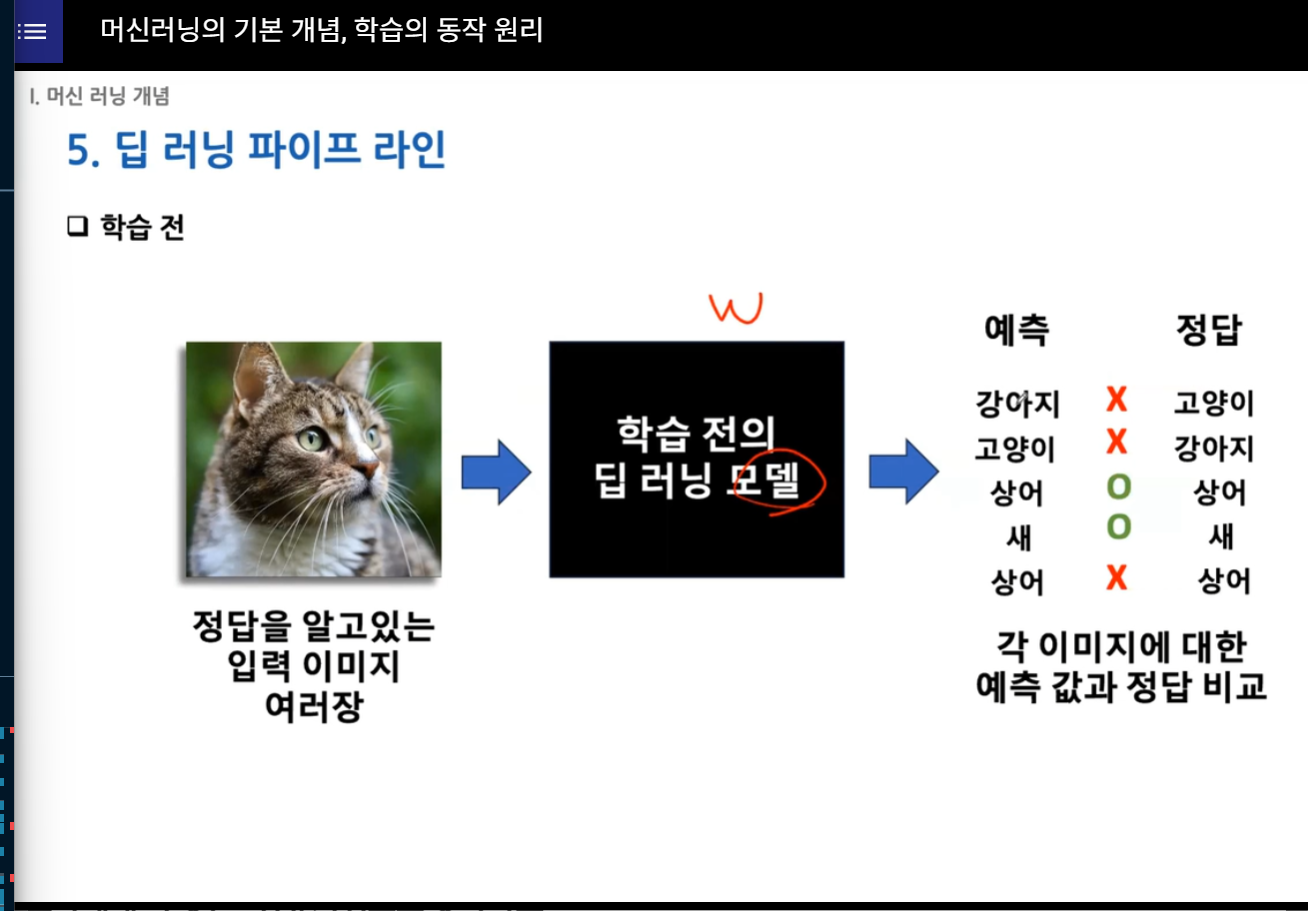 머신러닝의 기본 개념, 학습의 동작 원리
I. 머신 러닝 개념
5. 딥 러닝 파이프 라인
❑ 학습 전
W
학습 전의
딥 러닝 모델
정답을 알고있는
입력 이미지
여러장
예측 정답
강아지 X 고양이
고양이 X 강아지
상어 O 상어
새 O 새
상어 X 상어
각 이미지에 대한
예측 값과 정답 비교